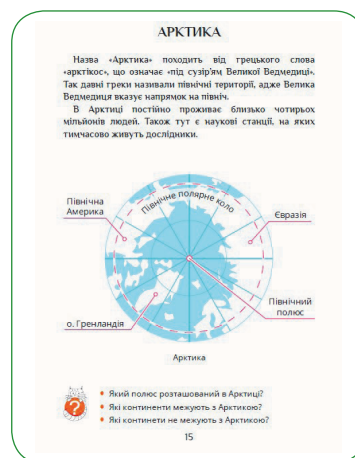 АРКТИКА
Назва «Арктика» походить від грецького слова
«арктікос», що означає «під сузір'ям Великої Ведмедиці».
Так давні греки називали північні території, адже Велика
Ведмедиця вказує напрямок на північ.
В Арктиці постійно проживає близько чотирьох
мільйонів людей. Також тут є наукові станції, на яких
тимчасово живуть дослідники.
Північне полярне коло
Північна
Америка
Євразія
Північний
полюс
о. Гренландія
Арктика
?
• Який полюс розташований в Арктиці?
• Які континенти межують з Арктикою?
• Які континети не межують з Арктикою?
15